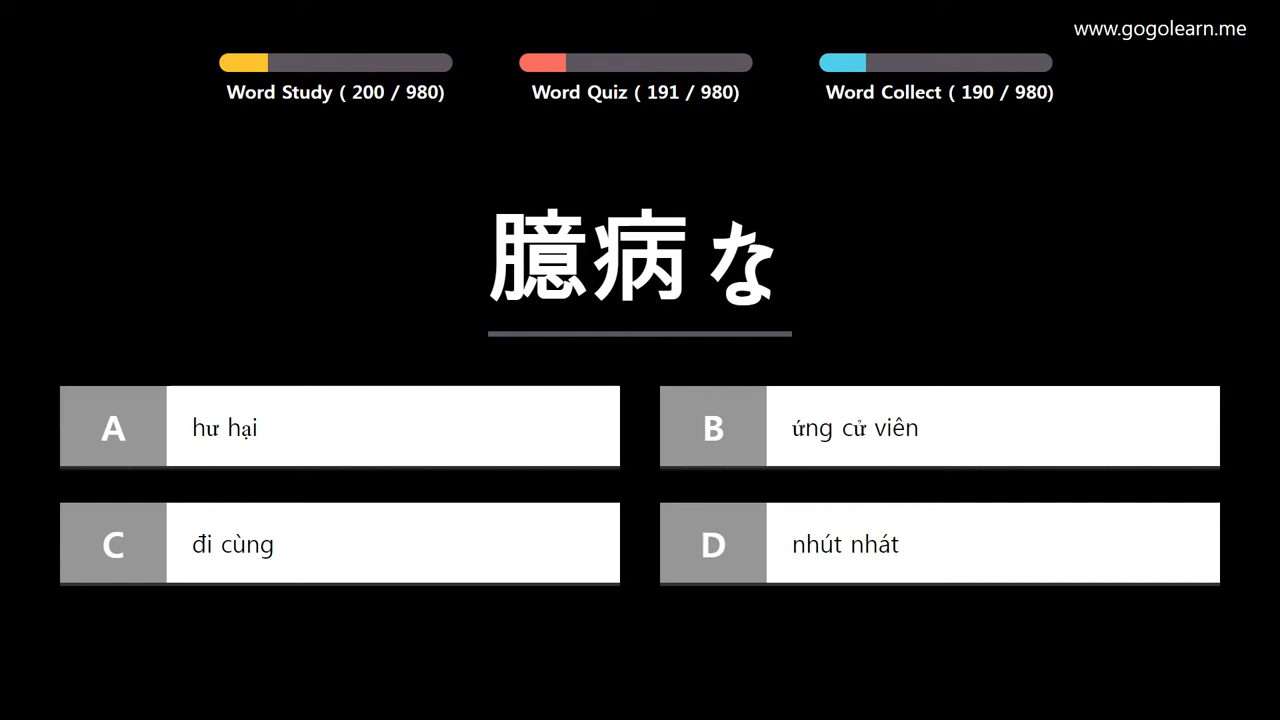 www.gogolearn.me
Word Study ( 200 / 980)
Word Quiz ( 191 / 980)
Word Collect ( 190 / 980)
臆病な
A hư hại
B ứng cử viên
C đi cùng
D nhút nhát